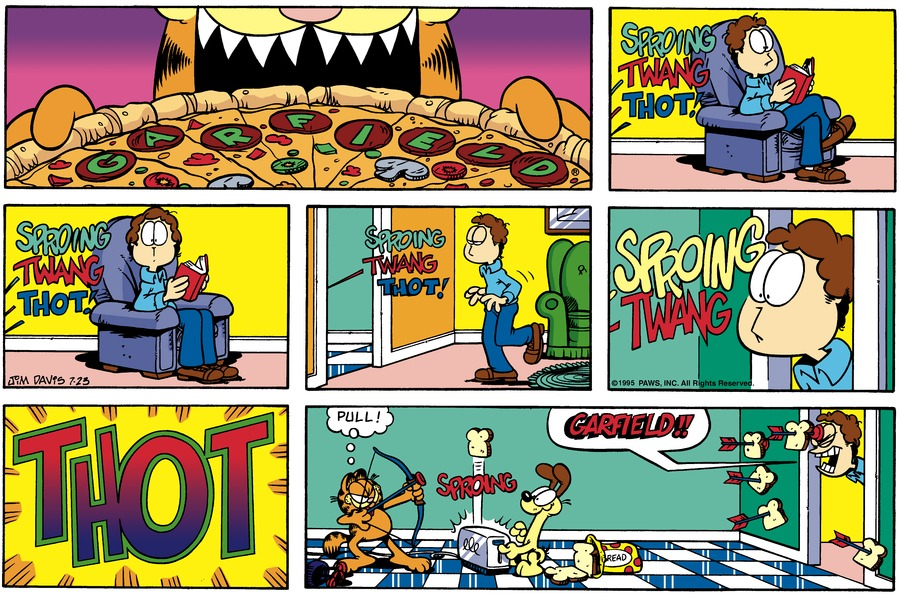 GARFIELD
®
SPROING
TWANG
THOT!
SPROING
TWANG
THOT!
JIM DAVIS 7-23
SPROING
TWANG
THOT!
SPROING
TWANG
©1995 PAWS, INC. All Rights Reserved.
THOT
PULL!
SPROING
BREAD
GARFIELD!!